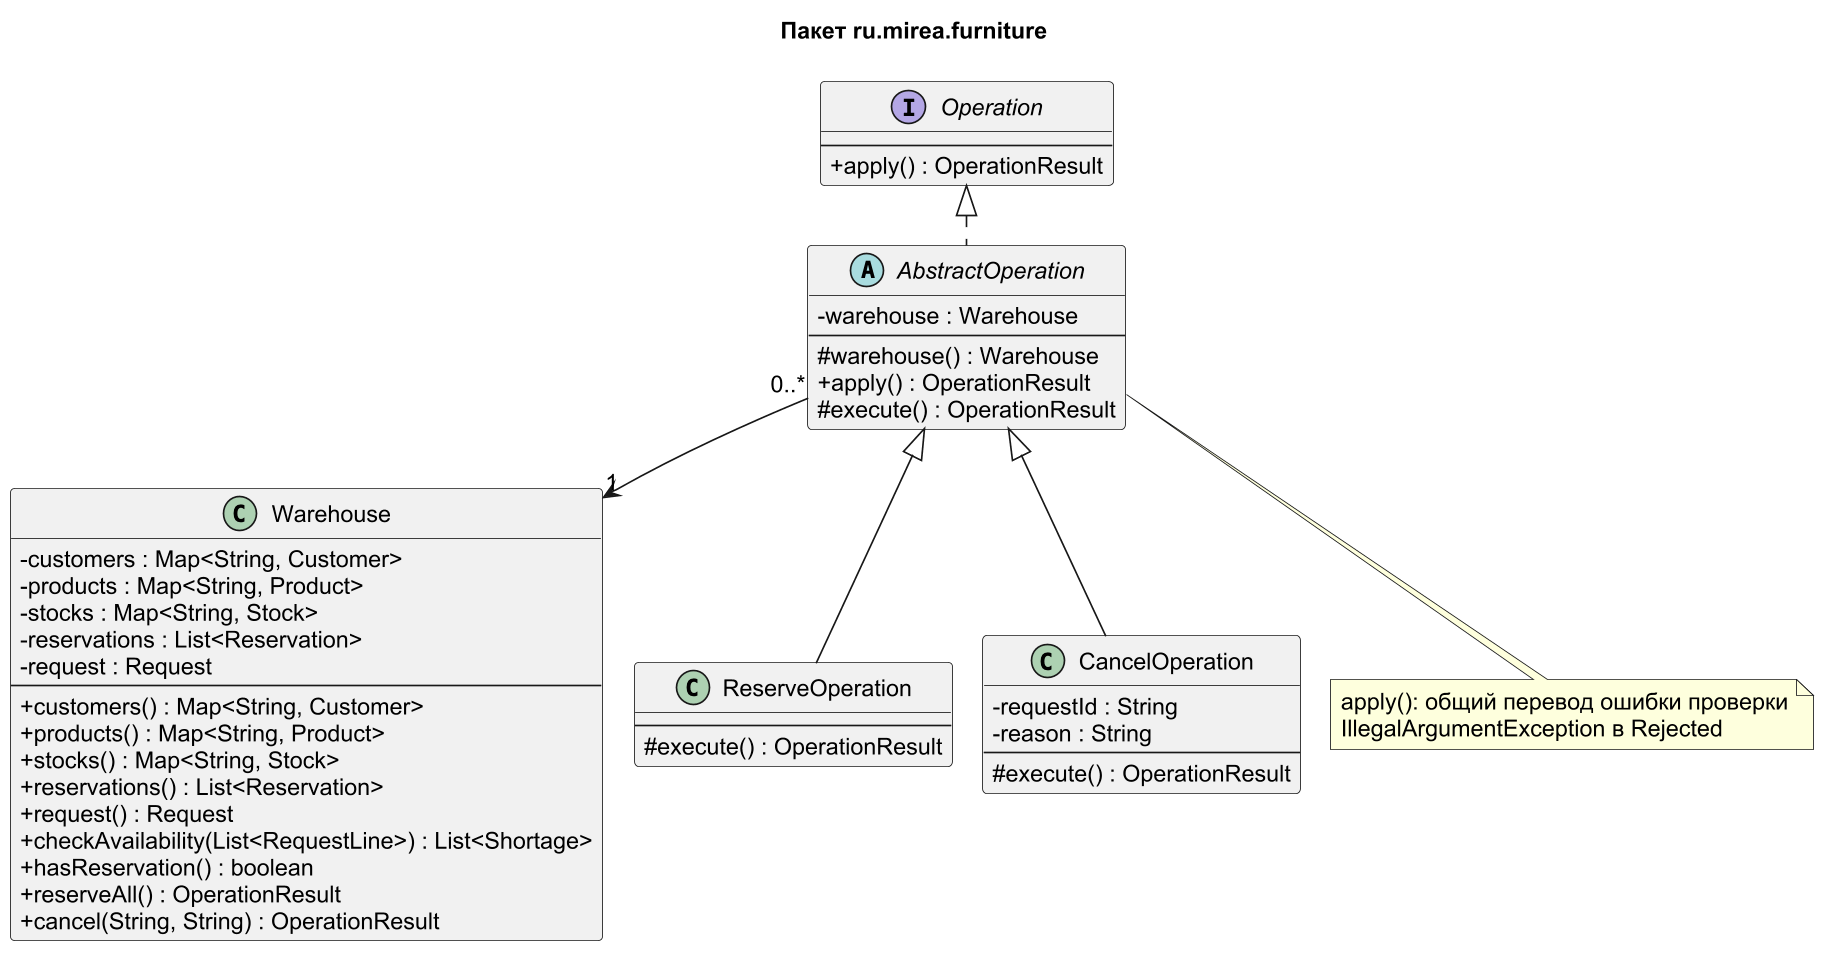 Пакет ru.mirea.furniture
I Operation
+apply() : OperationResult
A AbstractOperation
-warehouse : Warehouse
#warehouse() : Warehouse
+apply() : OperationResult
#execute() : OperationResult
0..*
1
C Warehouse
-customers : Map<String, Customer>
-products : Map<String, Product>
-stocks : Map<String, Stock>
-reservations : List<Reservation>
-request : Request
+customers() : Map<String, Customer>
+products() : Map<String, Product>
+stocks() : Map<String, Stock>
+reservations() : List<Reservation>
+request() : Request
+checkAvailability(List<RequestLine>) : List<Shortage>
+hasReservation() : boolean
+reserveAll() : OperationResult
+cancel(String, String) : OperationResult
C ReserveOperation
#execute() : OperationResult
C CancelOperation
-requestId : String
-reason : String
#execute() : OperationResult
apply(): общий перевод ошибки проверки
IllegalArgumentException в Rejected